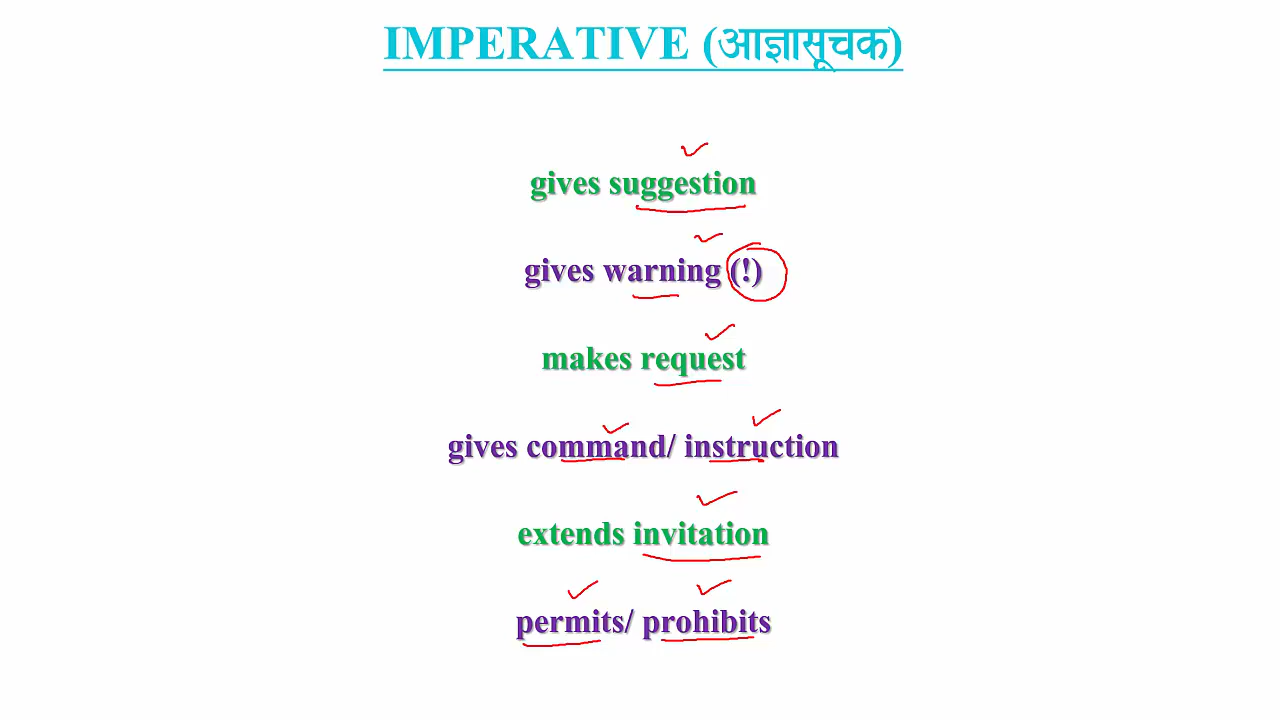 IMPERATIVE (आज्ञासूचक)
gives suggestion
gives warning (!)
makes request
gives command/ instruction
extends invitation
permits/ prohibits